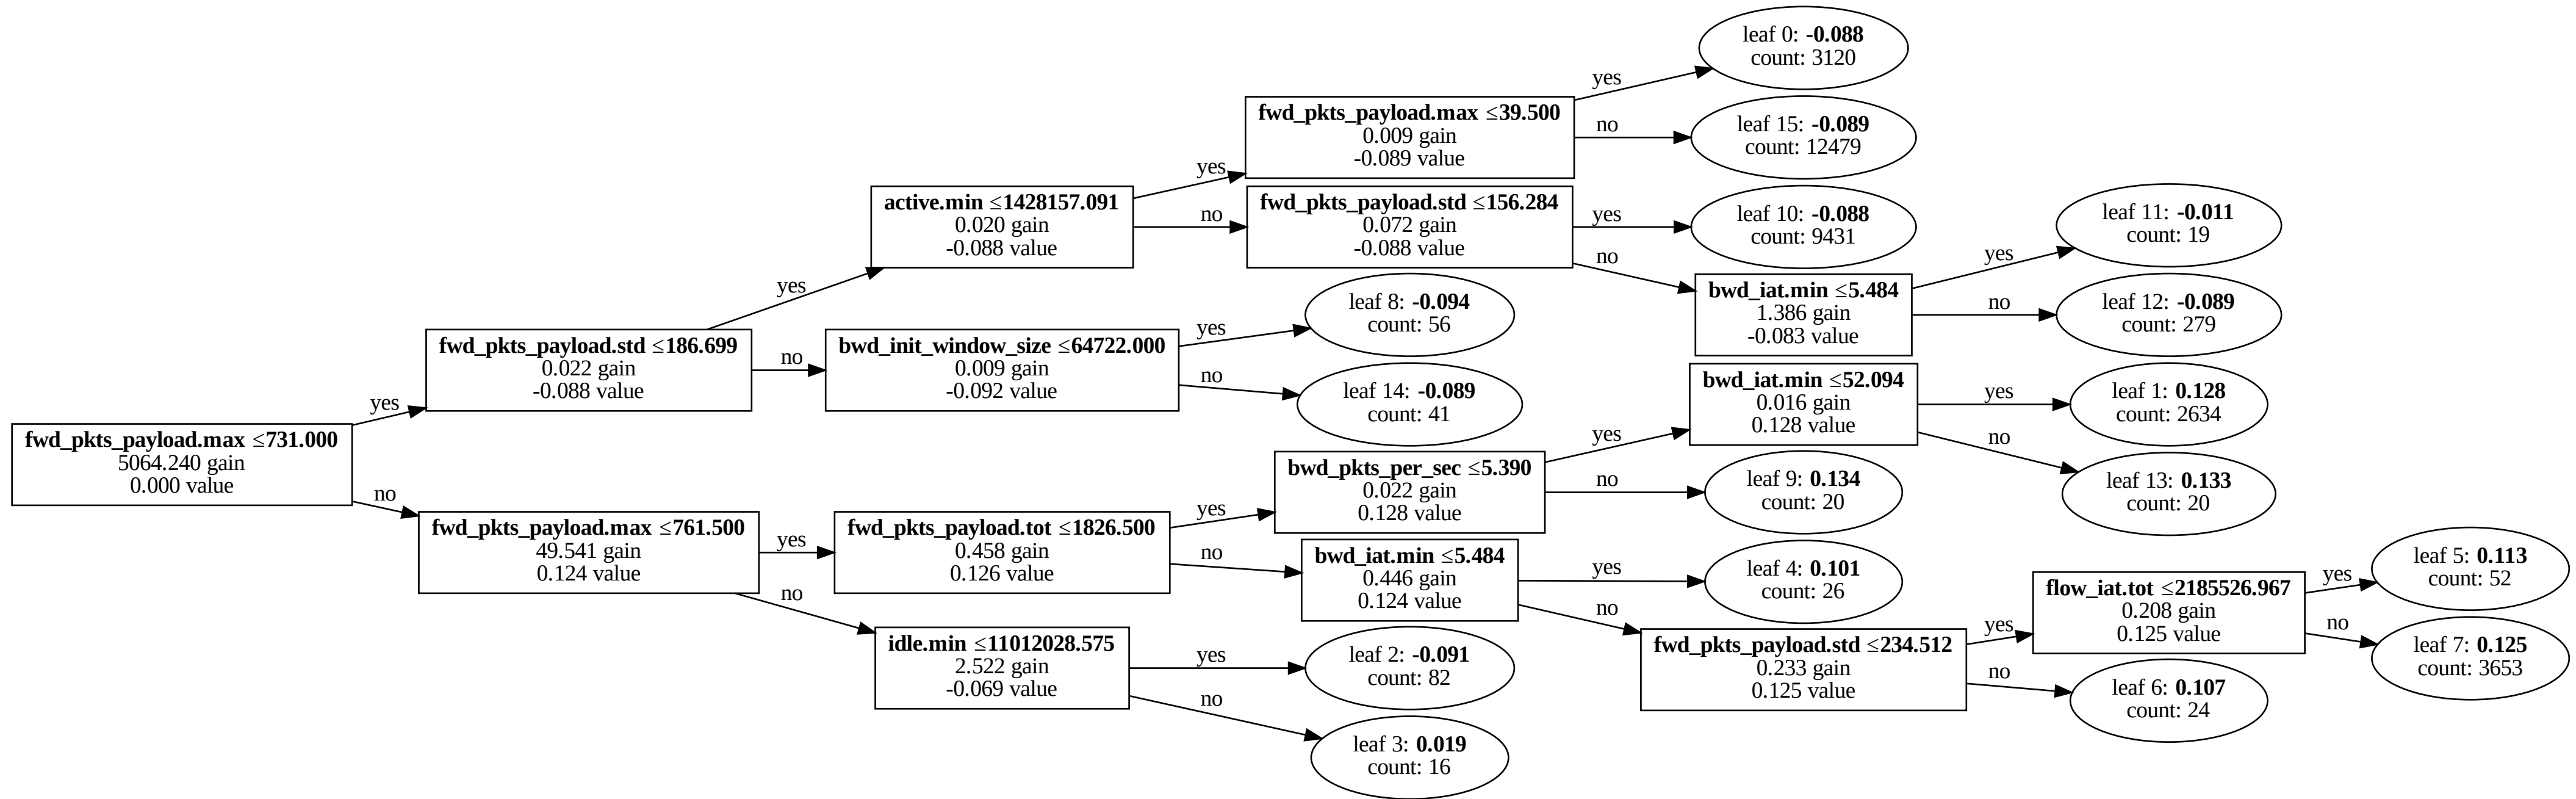 leaf 0: -0.088
count: 3120
yes
fwd_pkts_payload.max ≤39.500
0.009 gain
-0.089 value
no
leaf 15: -0.089
count: 12479
yes
active.min ≤1428157.091
0.020 gain
-0.088 value
no
fwd_pkts_payload.std ≤156.284
0.072 gain
-0.088 value
yes
leaf 10: -0.088
count: 9431
no
leaf 11: -0.011
count: 19
yes
bwd_iat.min ≤5.484
1.386 gain
-0.083 value
no
leaf 12: -0.089
count: 279
yes
fwd_pkts_payload.std ≤186.699
0.022 gain
-0.088 value
no
bwd_init_window_size ≤64722.000
0.009 gain
-0.092 value
yes
leaf 8: -0.094
count: 56
no
leaf 14: -0.089
count: 41
yes
fwd_pkts_payload.max ≤731.000
5064.240 gain
0.000 value
no
bwd_iat.min ≤52.094
0.016 gain
0.128 value
yes
leaf 1: 0.128
count: 2634
no
leaf 13: 0.133
count: 20
yes
bwd_pkts_per_sec ≤5.390
0.022 gain
0.128 value
no
leaf 9: 0.134
count: 20
yes
fwd_pkts_payload.max ≤761.500
49.541 gain
0.124 value
yes
fwd_pkts_payload.tot ≤1826.500
0.458 gain
0.126 value
no
bwd_iat.min ≤5.484
0.446 gain
0.124 value
yes
leaf 4: 0.101
count: 26
no
fwd_pkts_payload.std ≤234.512
0.233 gain
0.125 value
yes
flow_iat.tot ≤2185526.967
0.208 gain
0.125 value
yes
leaf 5: 0.113
count: 52
no
leaf 7: 0.125
count: 3653
no
leaf 6: 0.107
count: 24
no
idle.min ≤11012028.575
2.522 gain
-0.069 value
yes
leaf 2: -0.091
count: 82
no
leaf 3: 0.019
count: 16